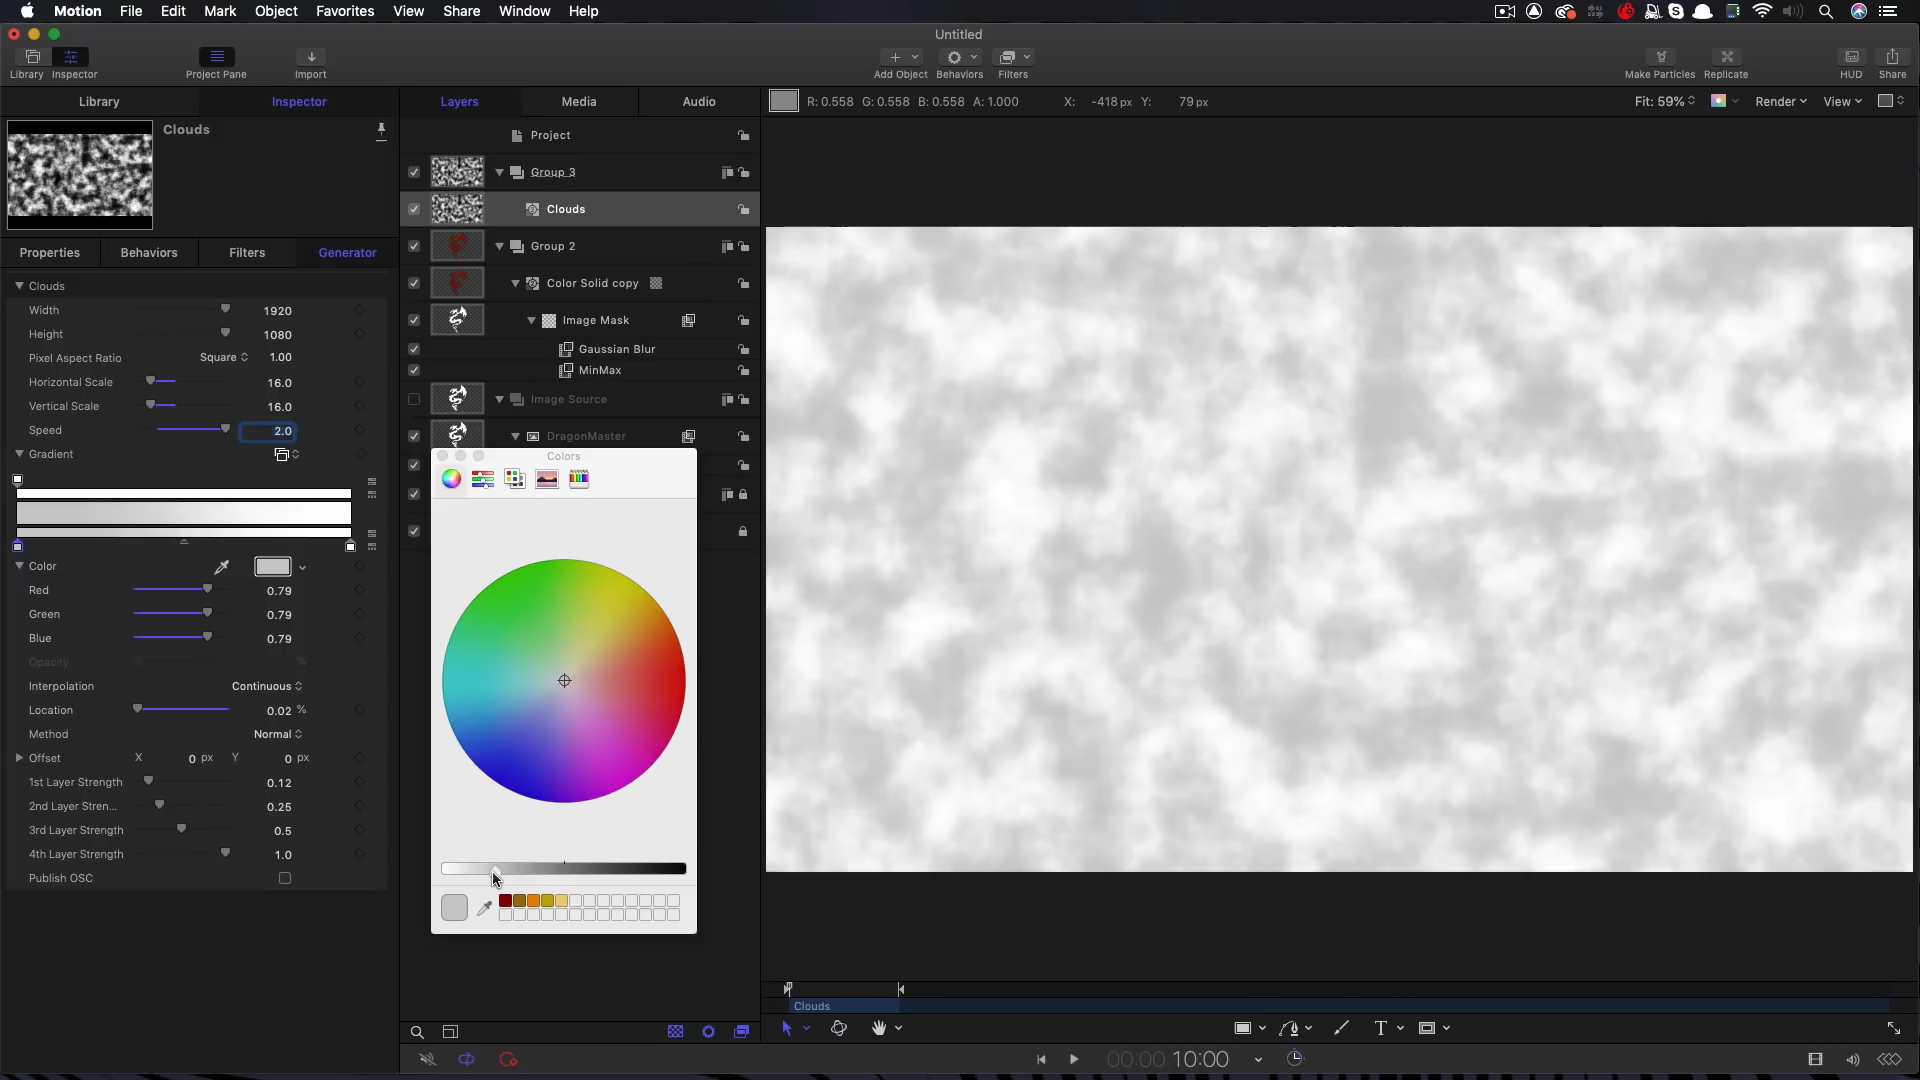 Motion File Edit Mark Object Favorites View Share Window Help
Untitled
Library Inspector Project Pane Import Add Object Behaviors Filters Make Particles Replicate HUD Share
Library Inspector Layers Media Audio R: 0.558 G: 0.558 B: 0.558 A: 1.000 X: -418 px Y: 79 px Fit: 59% Render View
Clouds
Project
Group 3
Clouds
Group 2
Color Solid copy
Image Mask
Gaussian Blur
MinMax
Image Source
DragonMaster
Properties Behaviors Filters Generator
Clouds
Width 1920
Height 1080
Pixel Aspect Ratio Square 1.00
Horizontal Scale 16.0
Vertical Scale 16.0
Speed 2.0
Gradient
Color
Red 0.79
Green 0.79
Blue 0.79
Opacity %
Interpolation Continuous
Location 0.02 %
Method Normal
Offset X 0 px Y 0 px
1st Layer Strength 0.12
2nd Layer Stren... 0.25
3rd Layer Strength 0.5
4th Layer Strength 1.0
Publish OSC
Colors
Clouds
T
00:00:10:00